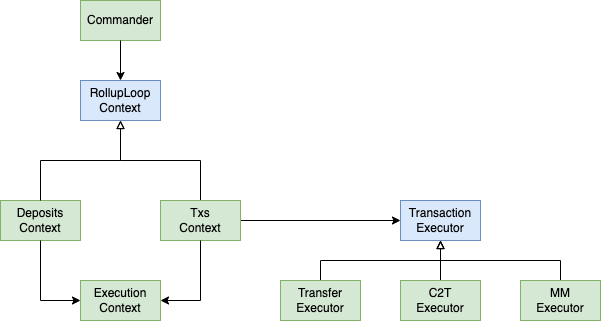 Commander
RollupLoop
Context
Deposits
Context
Txs
Context
Transaction
Executor
Execution
Context
Transfer
Executor
C2T
Executor
MM
Executor